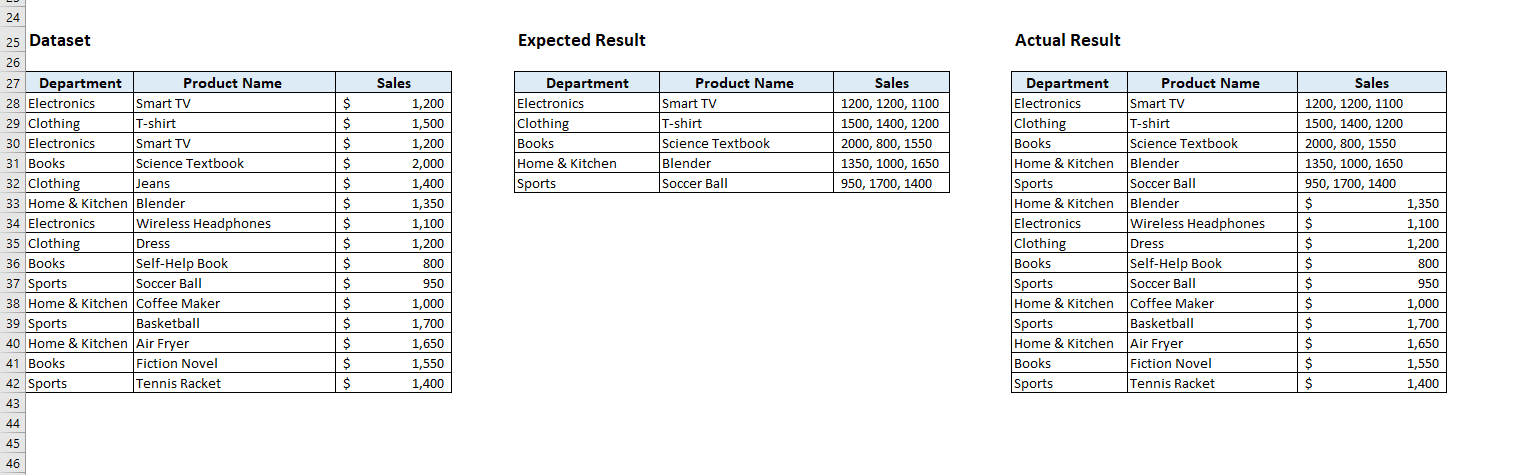 24
25 Dataset Expected Result Actual Result
26
27 Department Product Name Sales Department Product Name Sales Department Product Name Sales
28 Electronics Smart TV $ 1,200 Electronics Smart TV 1200, 1200, 1100 Electronics Smart TV 1200, 1200, 1100
29 Clothing T-shirt $ 1,500 Clothing T-shirt 1500, 1400, 1200 Clothing T-shirt 1500, 1400, 1200
30 Electronics Smart TV $ 1,200 Books Science Textbook 2000, 800, 1550 Books Science Textbook 2000, 800, 1550
31 Books Science Textbook $ 2,000 Home & Kitchen Blender 1350, 1000, 1650 Home & Kitchen Blender 1350, 1000, 1650
32 Clothing Jeans $ 1,400 Sports Soccer Ball 950, 1700, 1400 Sports Soccer Ball 950, 1700, 1400
33 Home & Kitchen Blender $ 1,350 Home & Kitchen Blender $ 1,350
34 Electronics Wireless Headphones $ 1,100 Electronics Wireless Headphones $ 1,100
35 Clothing Dress $ 1,200 Clothing Dress $ 1,200
36 Books Self-Help Book $ 800 Books Self-Help Book $ 800
37 Sports Soccer Ball $ 950 Sports Soccer Ball $ 950
38 Home & Kitchen Coffee Maker $ 1,000 Home & Kitchen Coffee Maker $ 1,000
39 Sports Basketball $ 1,700 Sports Basketball $ 1,700
40 Home & Kitchen Air Fryer $ 1,650 Home & Kitchen Air Fryer $ 1,650
41 Books Fiction Novel $ 1,550 Books Fiction Novel $ 1,550
42 Sports Tennis Racket $ 1,400 Sports Tennis Racket $ 1,400
43
44
45
46